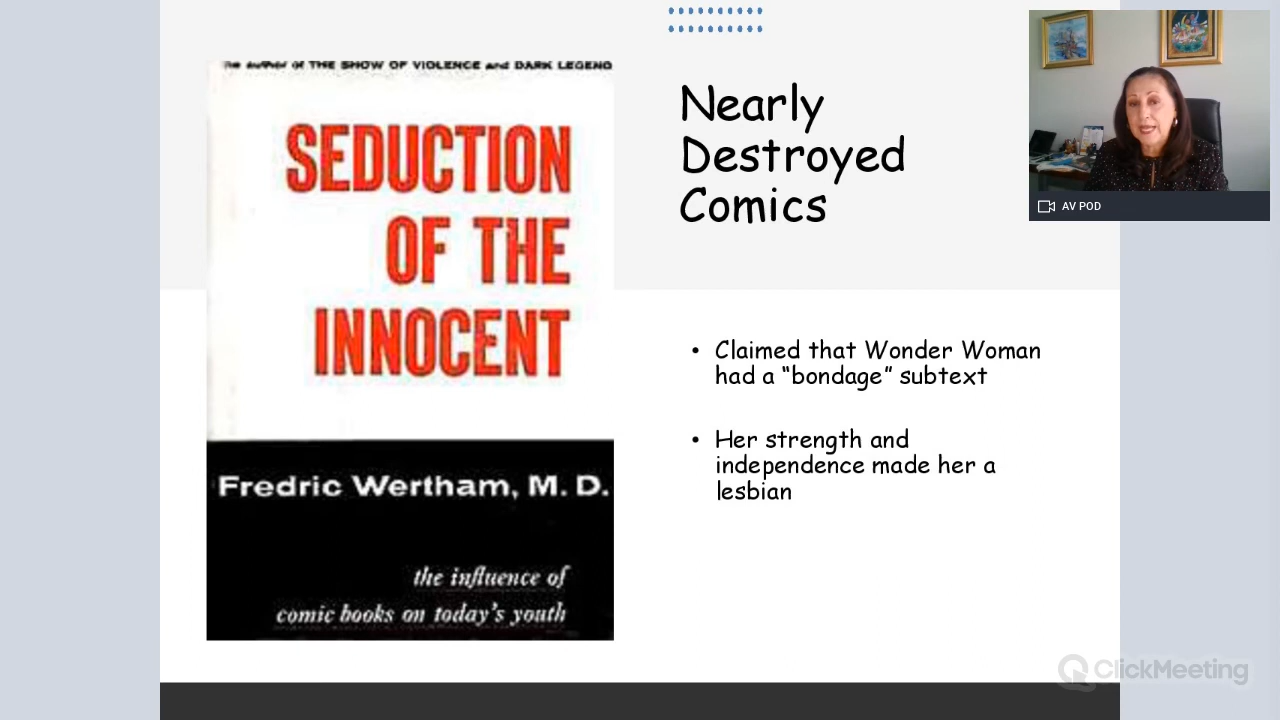 The author of THE SHOW OF VIOLENCE and DARK LEGEND
SEDUCTION
OF THE
INNOCENT
Fredric Wertham, M. D.
the influence of
comic books on today's youth
Nearly
Destroyed
Comics
• Claimed that Wonder Woman
had a “bondage” subtext
• Her strength and
independence made her a
lesbian
AV POD
ClickMeeting